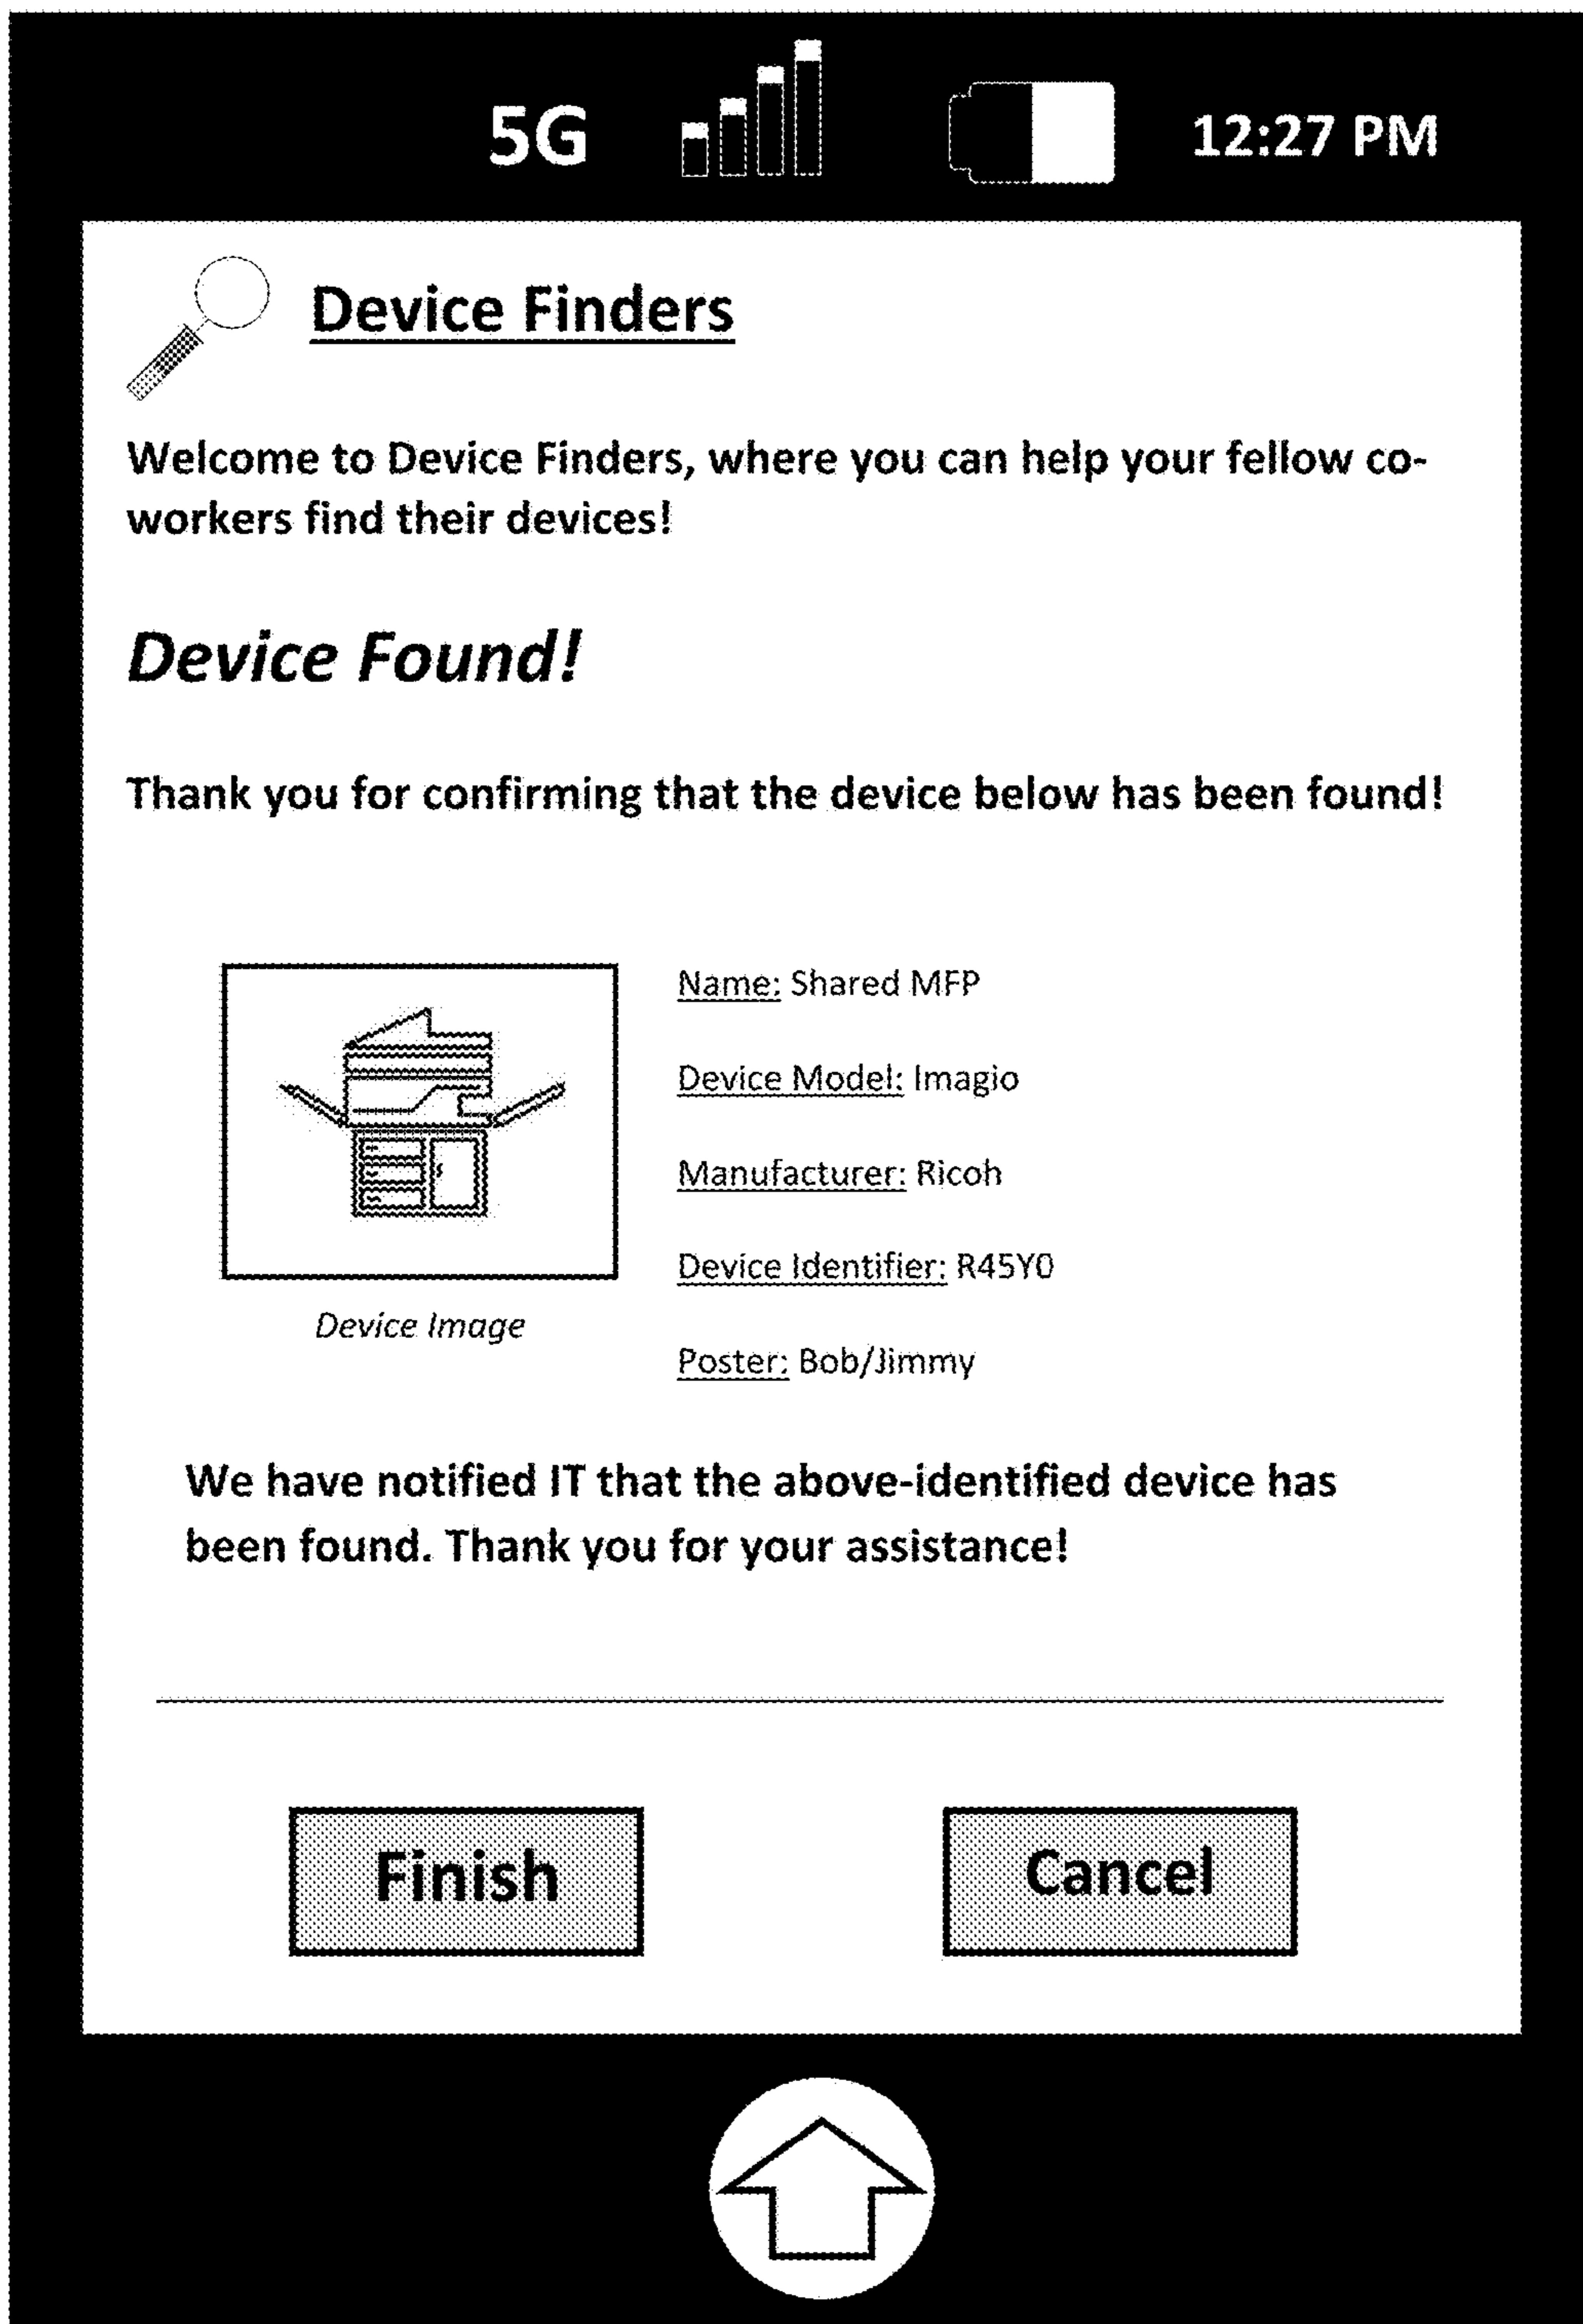 5G 12:27 PM
Device Finders
Welcome to Device Finders, where you can help your fellow co-
workers find their devices!
Device Found!
Thank you for confirming that the device below has been found!
Name: Shared MFP
Device Model: Imagio
Manufacturer: Ricoh
Device Identifier: R45Y0
Device Image
Poster: Bob/Jimmy
We have notified IT that the above-identified device has
been found. Thank you for your assistance!
Finish Cancel